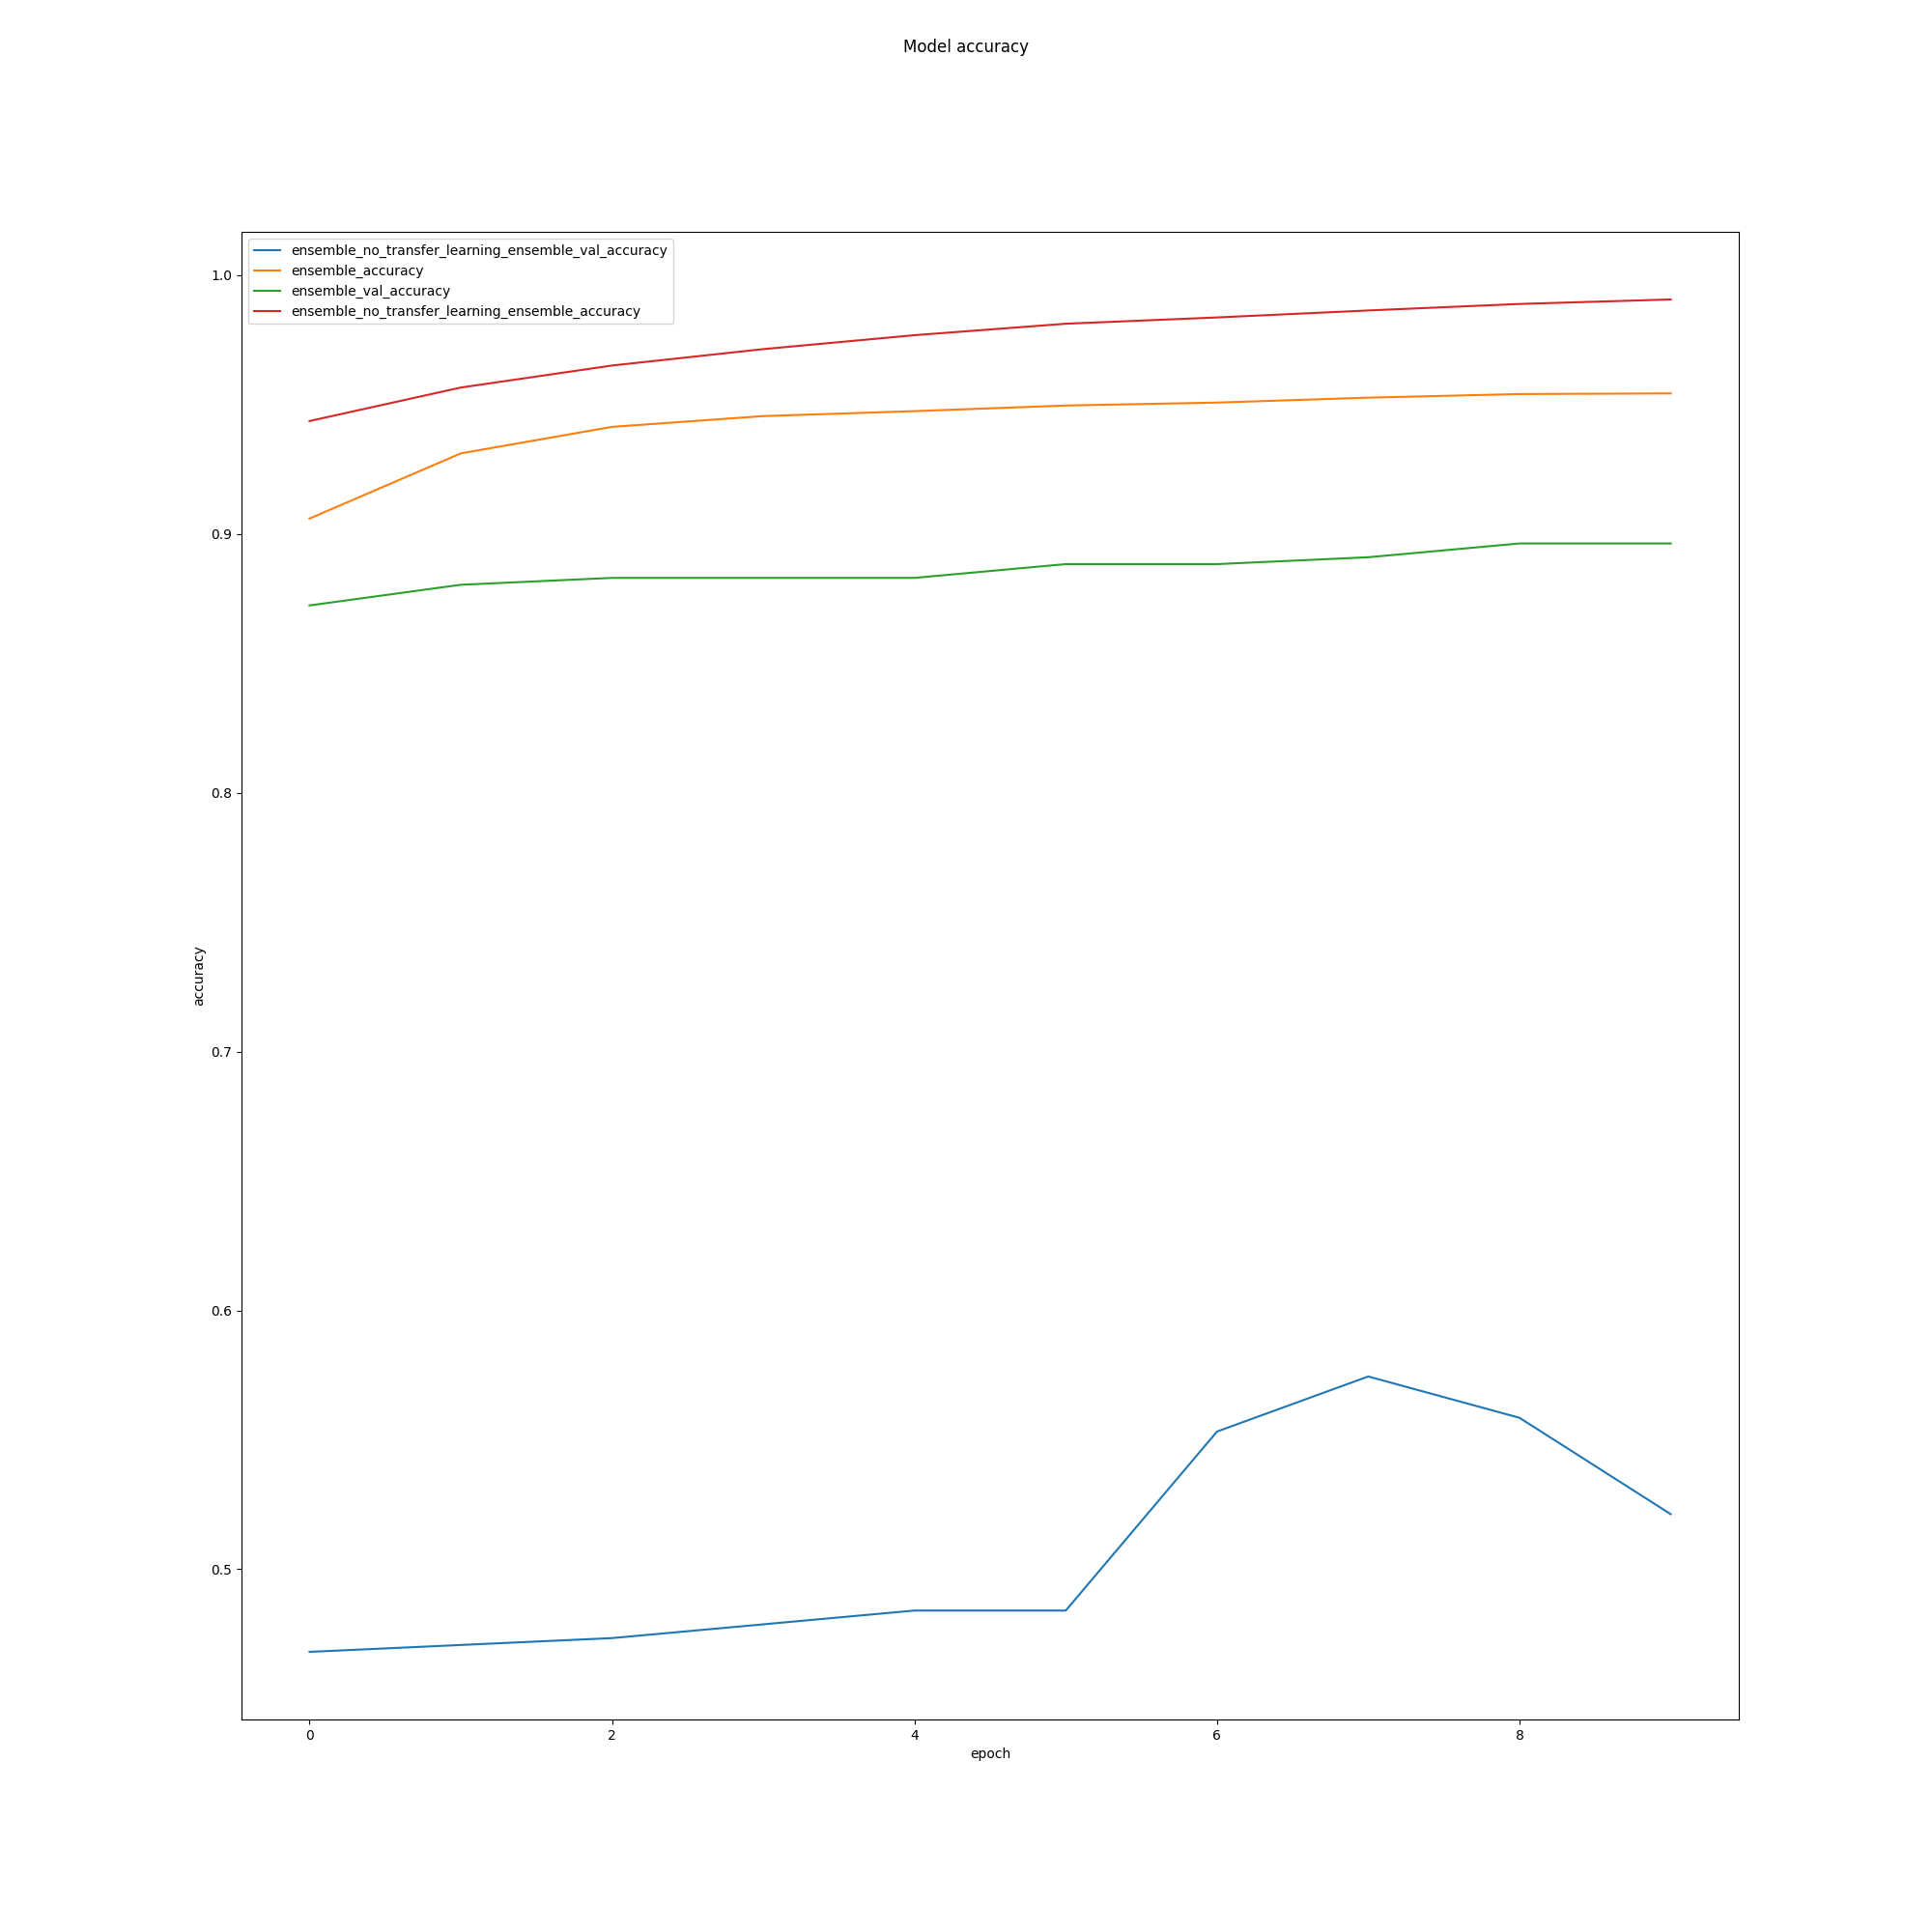 Model accuracy
ensemble_no_transfer_learning_ensemble_val_accuracy
ensemble_accuracy
ensemble_val_accuracy
ensemble_no_transfer_learning_ensemble_accuracy
1.0
0.9
0.8
accuracy
0.7
0.6
0.5
0 2 4 6 8
epoch